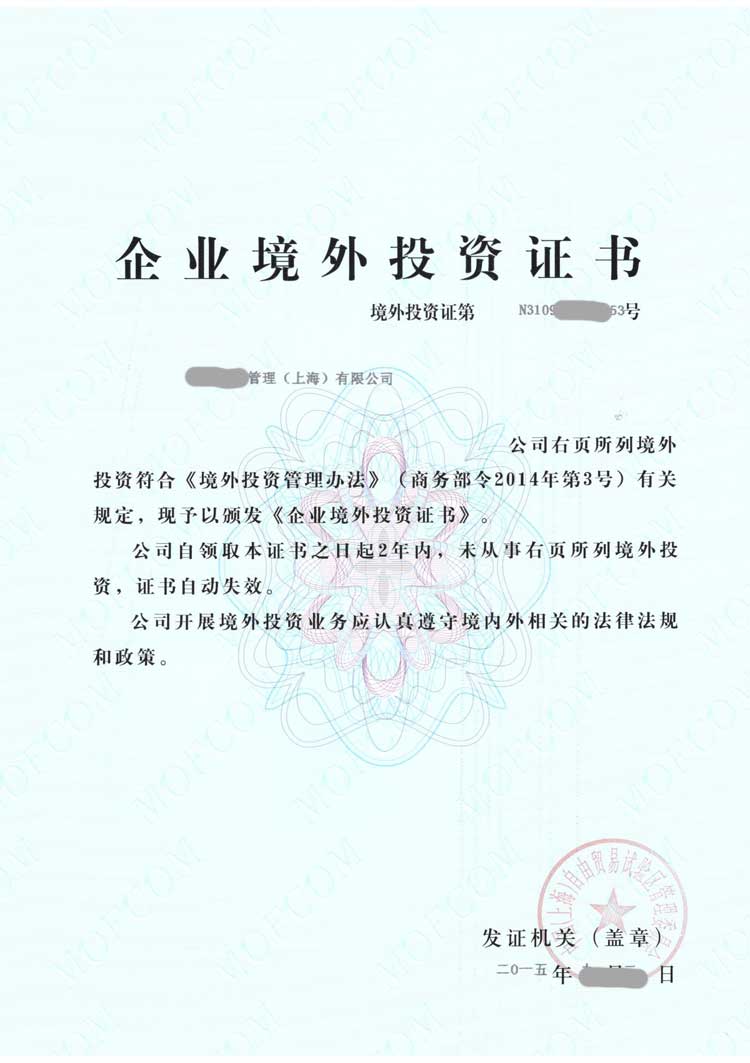 企业境外投资证书
境外投资证第 N3109 53号
管理（上海）有限公司
公司右页所列境外
投资符合《境外投资管理办法》（商务部令2014年第3号）有关
规定，现予以颁发《企业境外投资证书》。
公司自领取本证书之日起2年内，未从事右页所列境外投
资，证书自动失效。
公司开展境外投资业务应认真遵守境内外相关的法律法规
和政策。
中国（上海）自由贸易试验区管理委员会
发证机关（盖章）
二〇一五年 月 日
MOFCOM